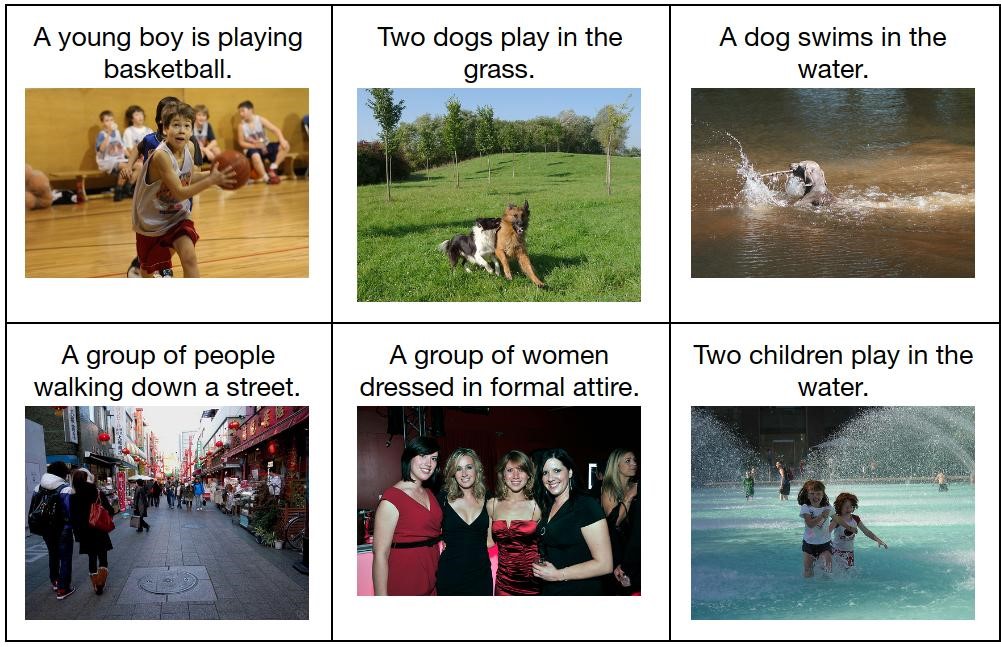 A young boy is playing
basketball.
Two dogs play in the
grass.
A dog swims in the
water.
A group of people
walking down a street.
A group of women
dressed in formal attire.
Two children play in the
water.